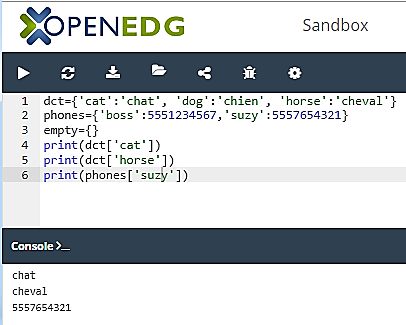 OPENEDG Sandbox
1 dct={'cat':'chat', 'dog':'chien', 'horse':'cheval'}
2 phones={'boss':5551234567,'suzy':5557654321}
3 empty={}
4 print(dct['cat'])
5 print(dct['horse'])
6 print(phones['suzy'])
Console >_
chat
cheval
5557654321